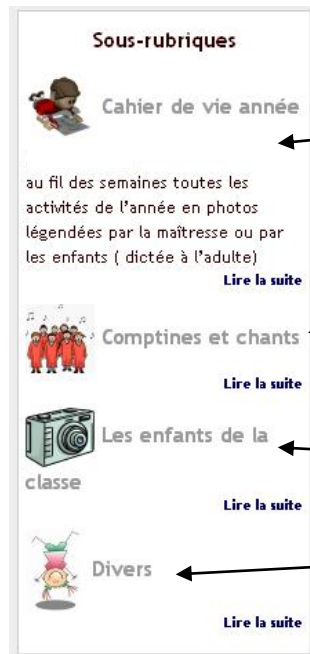 Sous-rubriques
Cahier de vie année
au fil des semaines toutes les
activités de l'année en photos
légendées par la maîtresse ou par
les enfants ( dictée à l'adulte)
Lire la suite
Comptines et chants
Lire la suite
Les enfants de la
classe
Lire la suite
Divers
Lire la suite